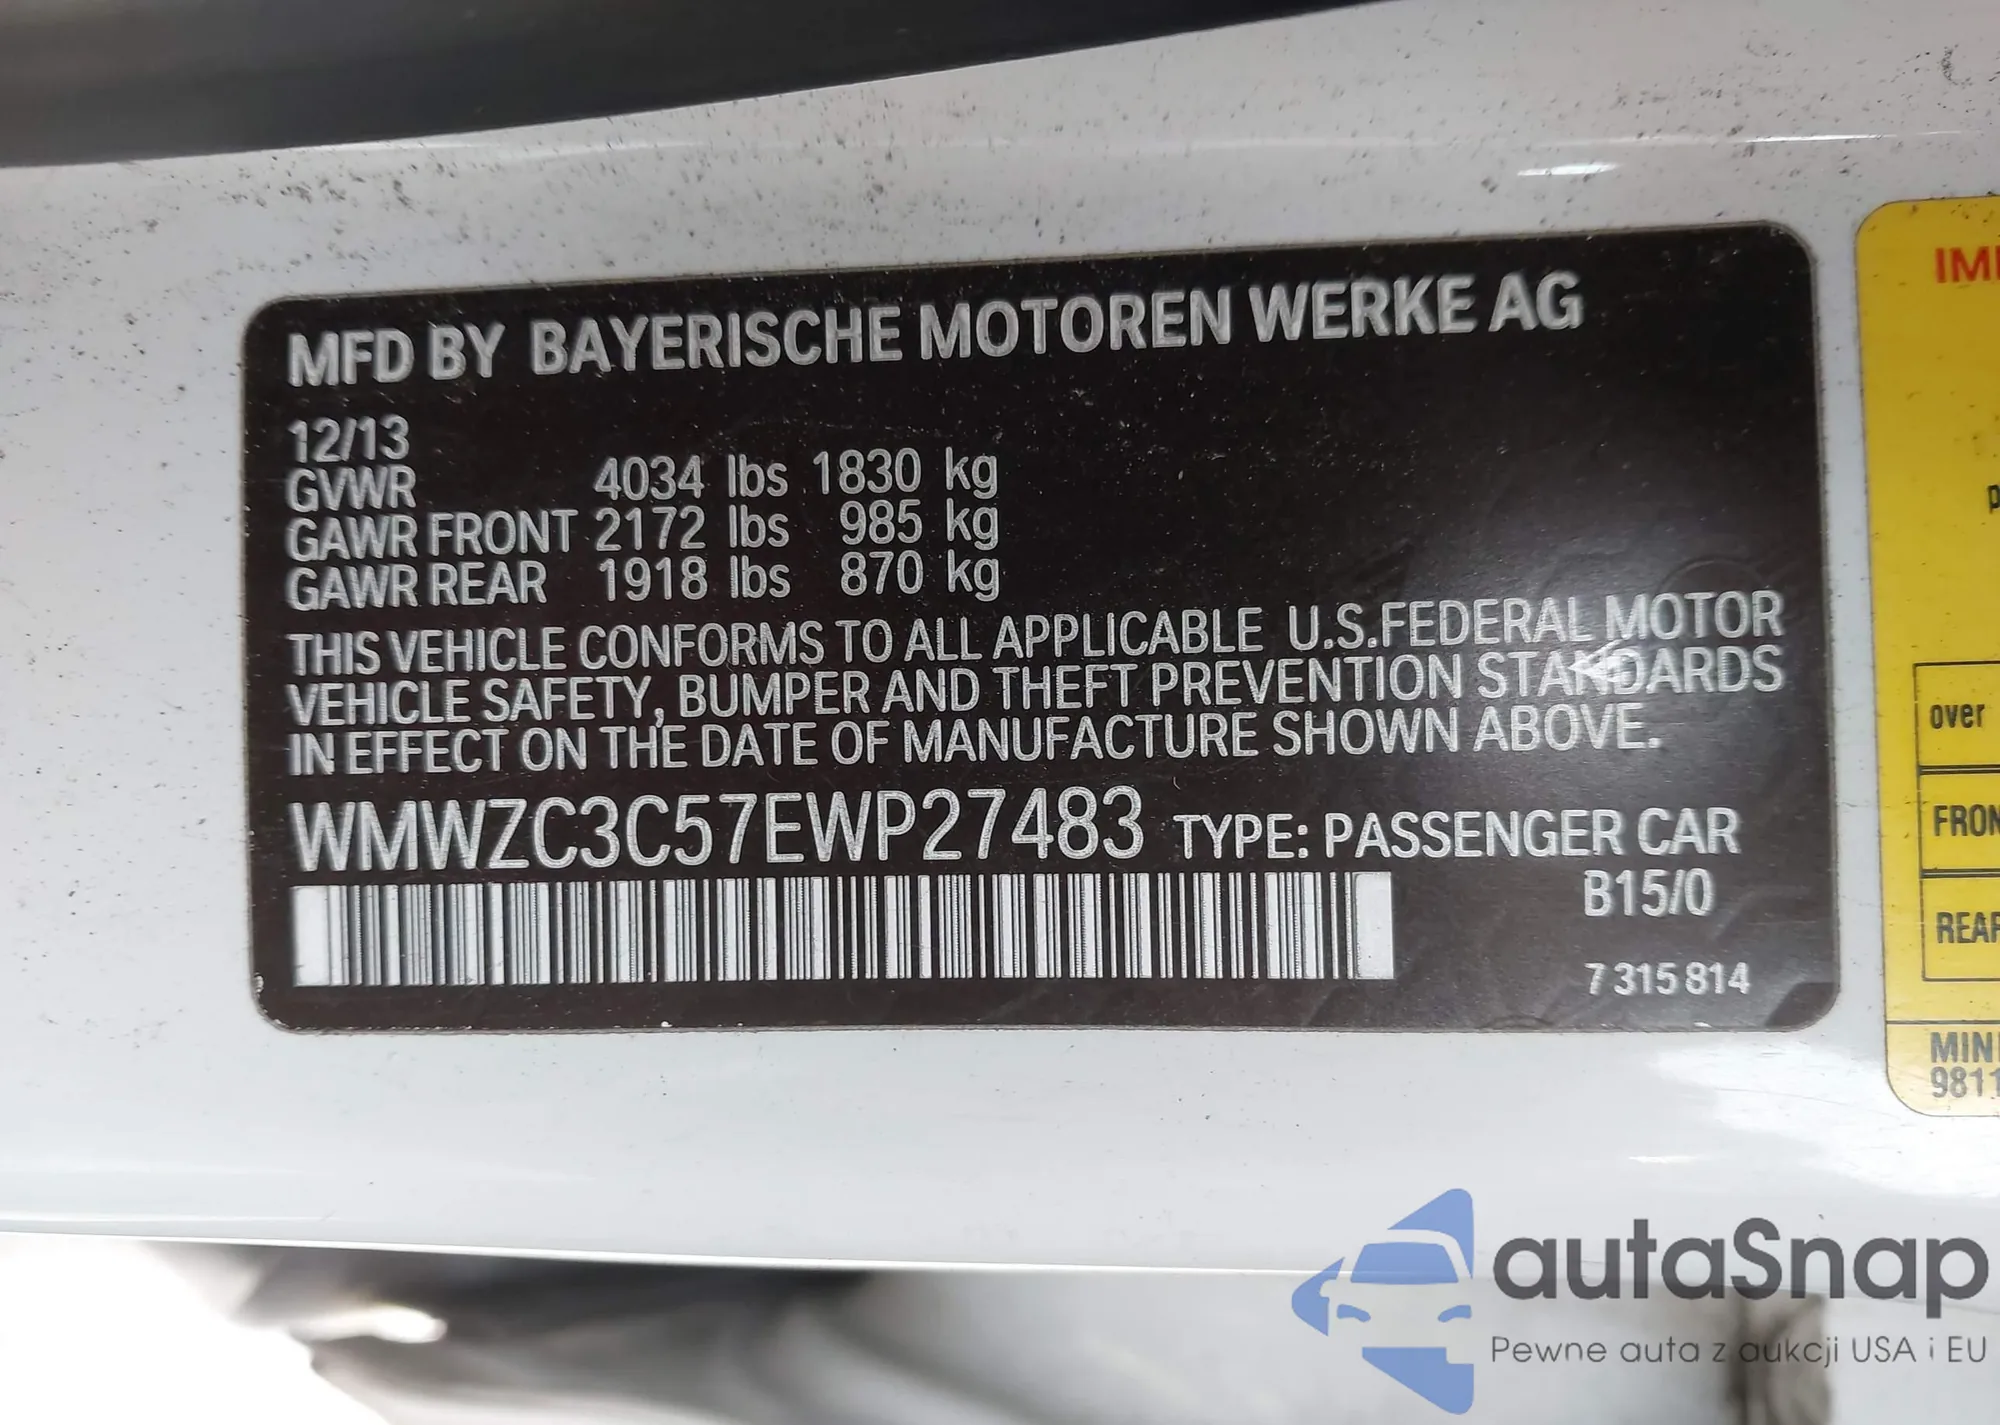 MFD BY BAYERISCHE MOTOREN WERKE AG
12/13
GVWR 4034 lbs 1830 kg
GAWR FRONT 2172 lbs 985 kg
GAWR REAR 1918 lbs 870 kg
THIS VEHICLE CONFORMS TO ALL APPLICABLE U.S.FEDERAL MOTOR
VEHICLE SAFETY, BUMPER AND THEFT PREVENTION STANDARDS
IN EFFECT ON THE DATE OF MANUFACTURE SHOWN ABOVE.
WMWZC3C57EWP27483 TYPE: PASSENGER CAR
B15/0
7 315 814
over
MINI
autaSnap
Pewne auta z aukcji USA i EU